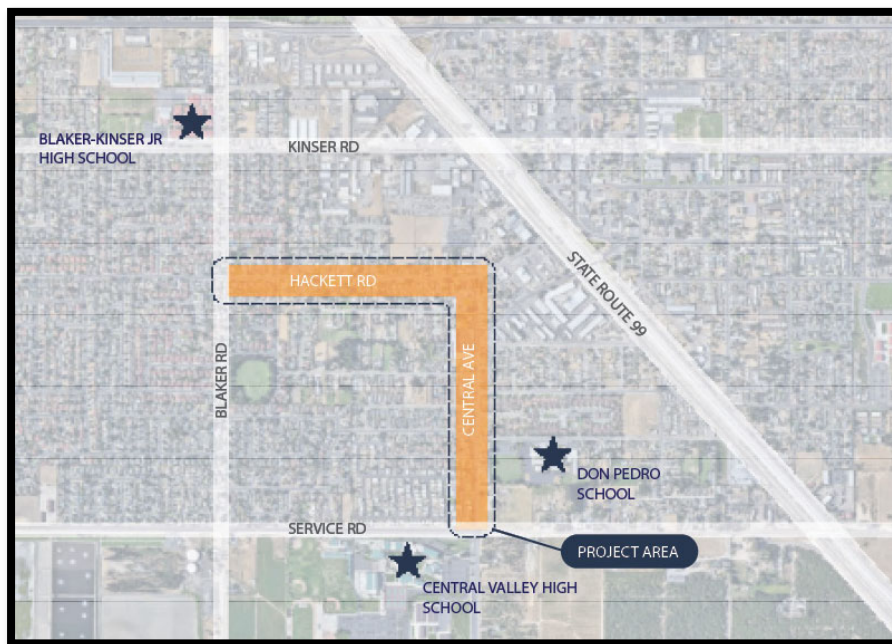 BLAKER-KINSER JR
HIGH SCHOOL
KINSER RD
STATE ROUTE 99
HACKETT RD
BLAKER RD
CENTRAL AVE
DON PEDRO
SCHOOL
SERVICE RD
PROJECT AREA
CENTRAL VALLEY HIGH
SCHOOL